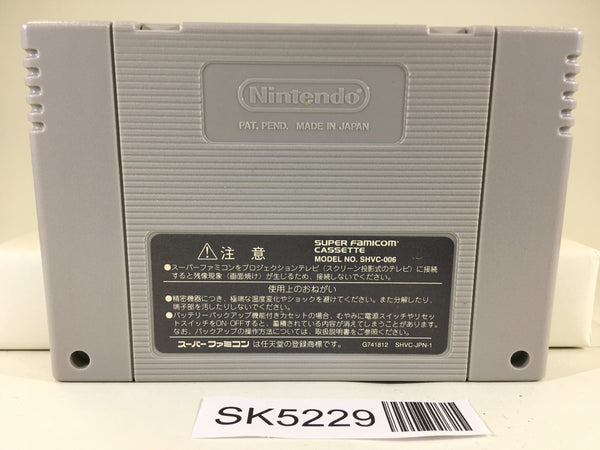 Nintendo
PAT. PEND. MADE IN JAPAN
注意
SUPER FAMICOM
CASSETTE
MODEL NO. SHVC-006
●スーパーファミコンをプロジェクションテレビ（スクリーン投影式のテレビ）に接続
すると残像現象（画面焼け）が生じるため、接続しないでください。
使用上のおねがい
●精密機器につき、極端な温度変化やショックを避けてください。また分解したり、
端子部を汚したりしないでください。
●バッテリーバックアップ機能付きカセットの場合、むやみに電源スイッチやリセッ
トスイッチをON/OFFすると、蓄積されている内容が消えてしまうことがあります。
なお、バックアップの操作方法については、取扱説明書をご参照ください。
スーパーファミコンは任天堂の登録商標です。
G741812 SHVC-JPN-1
SK5229